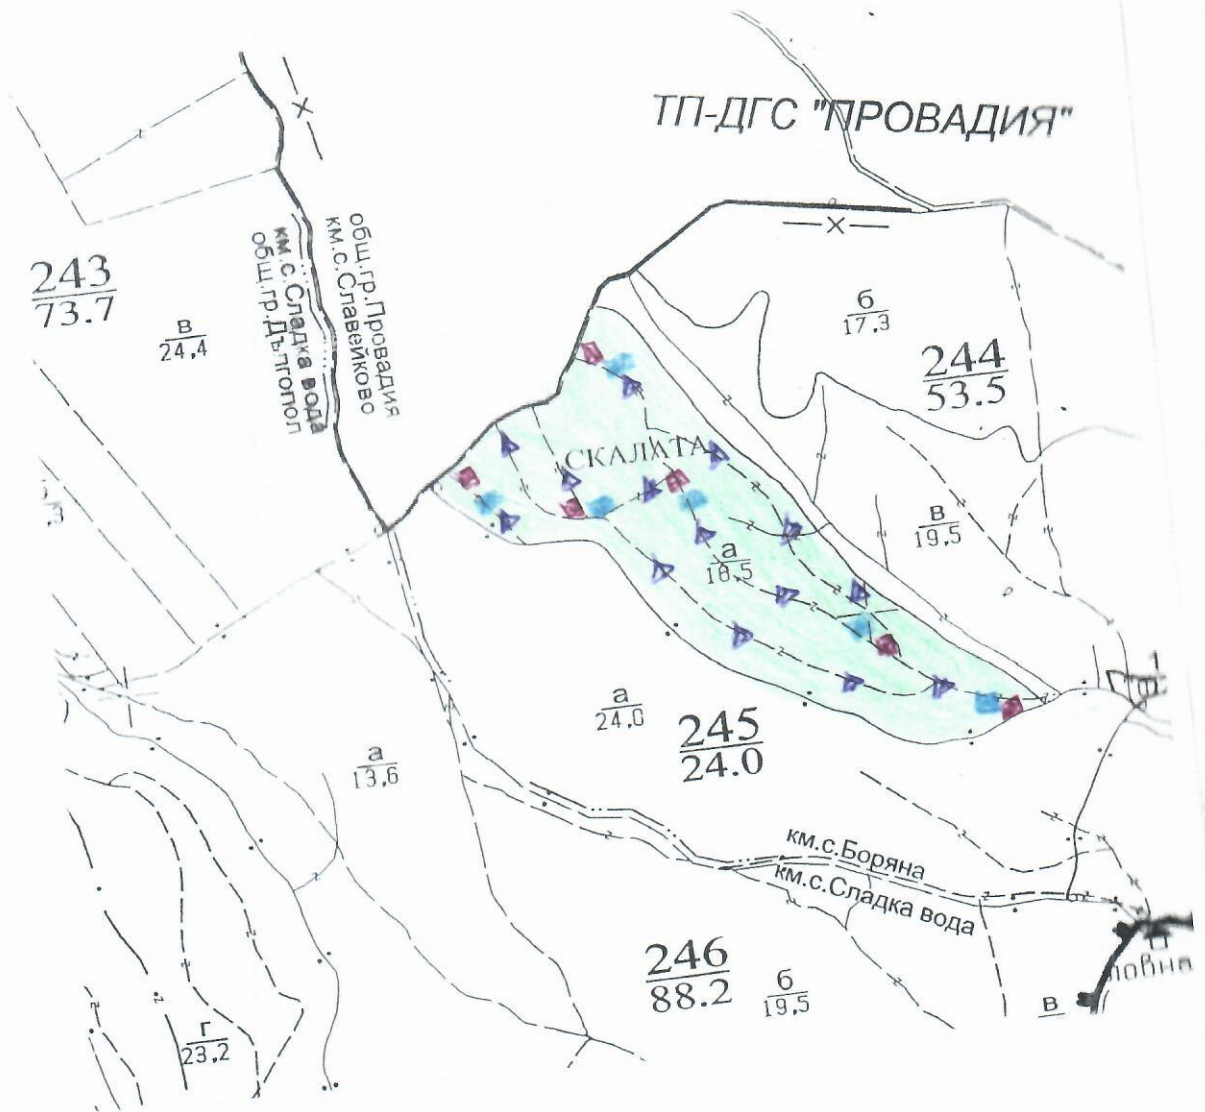 ТП-ДГС "ПРОВАДИЯ"
общ.гр.Провадия
км.с.Славейково
км.с.Сладка вода
общ.гр.Дългопол
243
73.7
в
24,4
б
17,3
244
53.5
СКАЛАТА
в
19,5
а
18,5
а
24,0
245
24.0
а
13,6
км.с.Боряна
км.с.Сладка вода
246
88.2
б
19,5
в
г
23,2